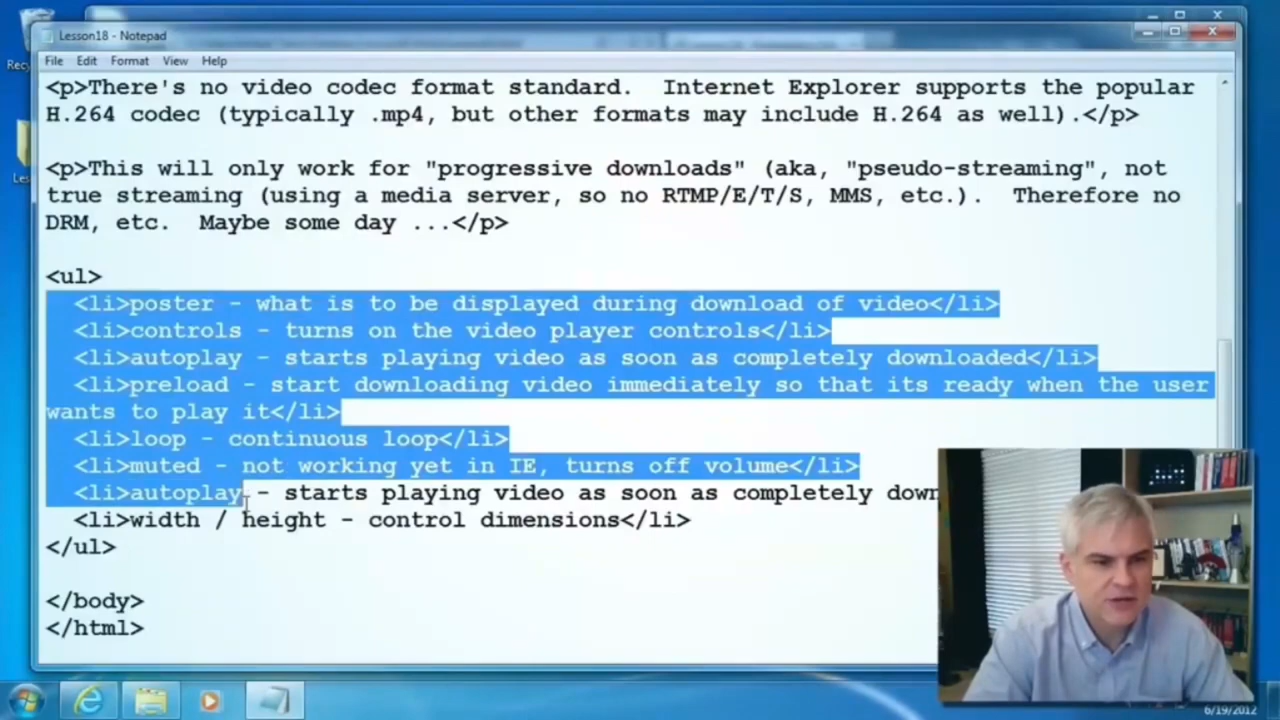 Lesson18 - Notepad
File Edit Format View Help
<p>There's no video codec format standard.  Internet Explorer supports the popular
H.264 codec (typically .mp4, but other formats may include H.264 as well).</p>
<p>This will only work for "progressive downloads" (aka, "pseudo-streaming", not
true streaming (using a media server, so no RTMP/E/T/S, MMS, etc.).  Therefore no
DRM, etc.  Maybe some day ...</p>
<ul>
<li>poster - what is to be displayed during download of video</li>
<li>controls - turns on the video player controls</li>
<li>autoplay - starts playing video as soon as completely downloaded</li>
<li>preload - start downloading video immediately so that its ready when the user
wants to play it</li>
<li>loop - continuous loop</li>
<li>muted - not working yet in IE, turns off volume</li>
<li>autoplay - starts playing video as soon as completely down
<li>width / height - control dimensions</li>
</ul>
</body>
</html>
6/19/2012